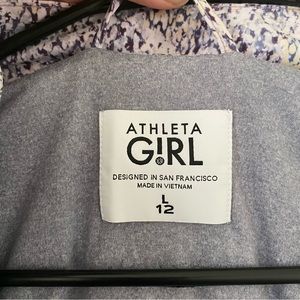 ATHLETA
GIRL
DESIGNED IN SAN FRANCISCO
MADE IN VIETNAM
L
12